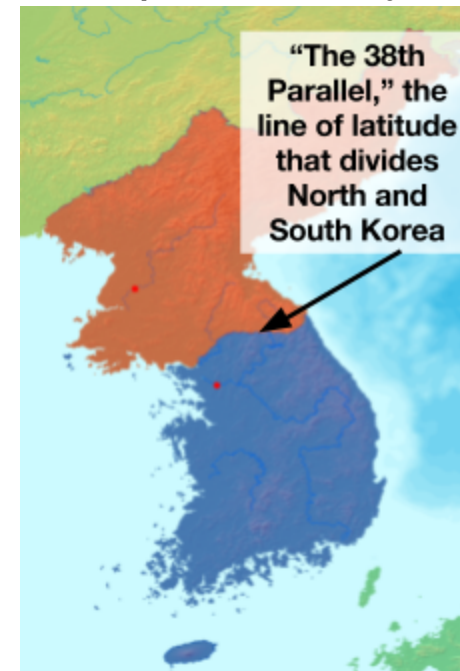 “The 38th
Parallel,” the
line of latitude
that divides
North and
South Korea